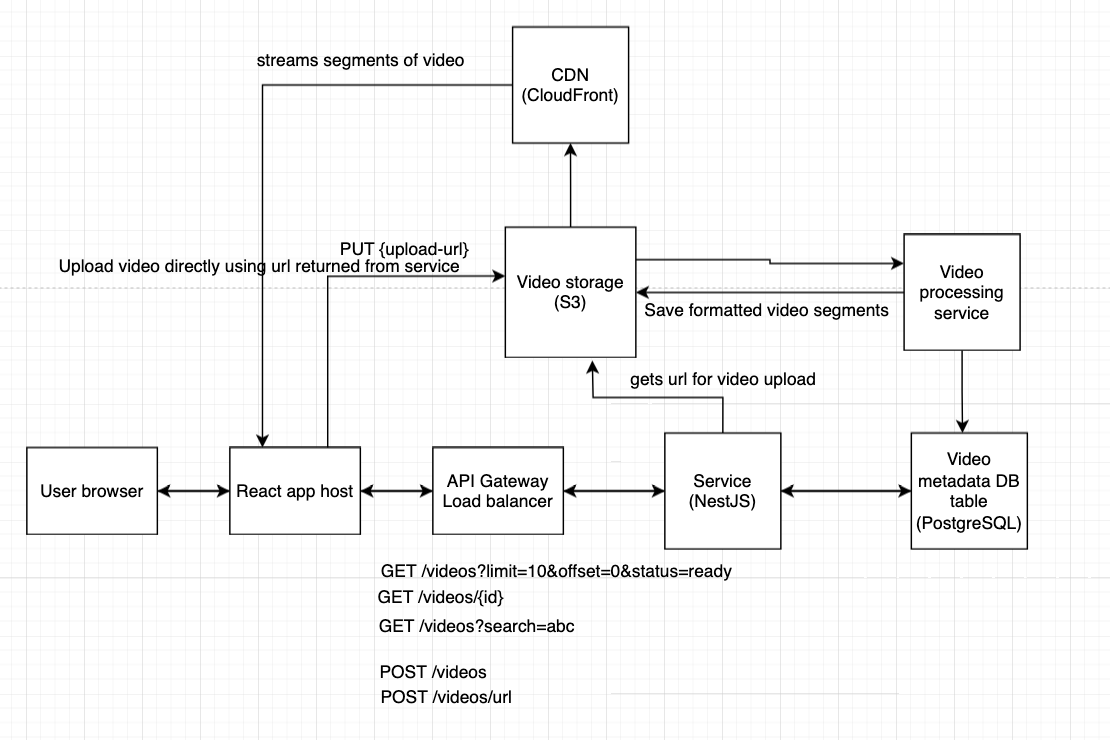 streams segments of video
CDN
(CloudFront)
PUT {upload-url}
Upload video directly using url returned from service
Video storage
(S3)
Video
processing
service
Save formatted video segments
gets url for video upload
User browser
React app host
API Gateway
Load balancer
Service
(NestJS)
Video
metadata DB
table
(PostgreSQL)
GET /videos?limit=10&offset=0&status=ready
GET /videos/{id}
GET /videos?search=abc
POST /videos
POST /videos/url